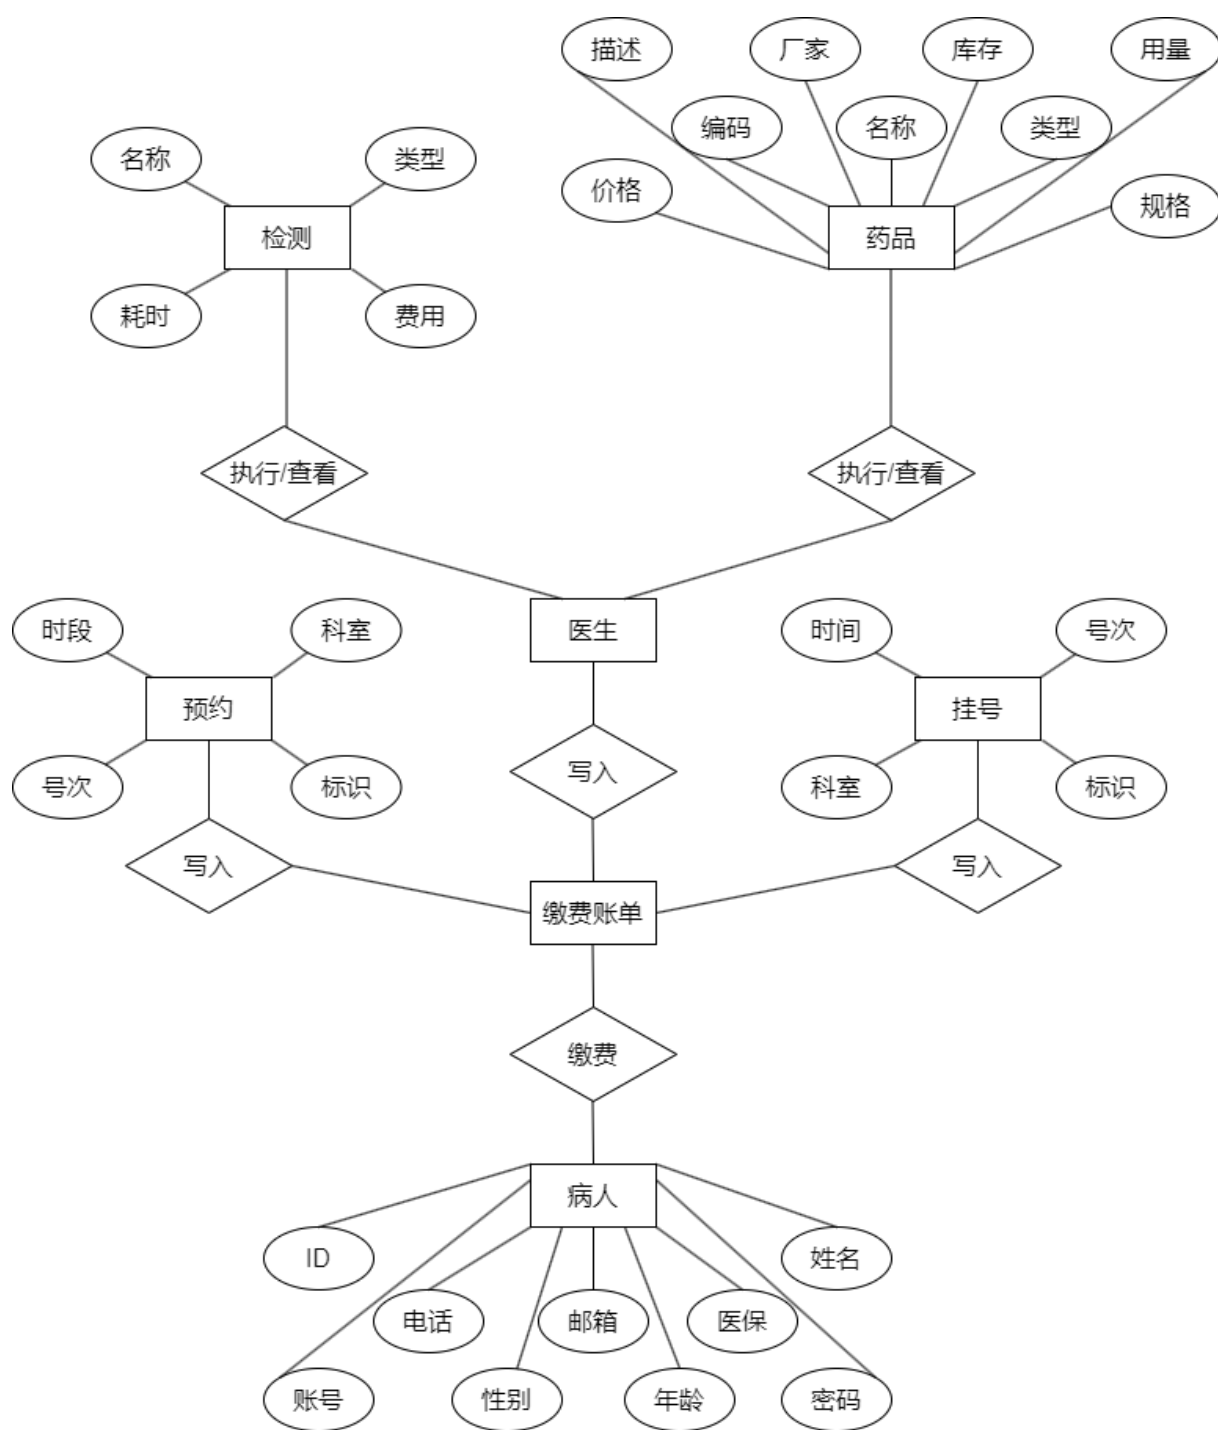 描述
厂家
库存
用量
编码
名称
类型
名称
类型
价格
规格
检测
药品
耗时
费用
执行/查看
执行/查看
医生
时段
科室
时间
号次
预约
挂号
号次
标识
写入
科室
标识
写入
写入
缴费账单
缴费
病人
ID
姓名
电话
邮箱
医保
账号
性别
年龄
密码